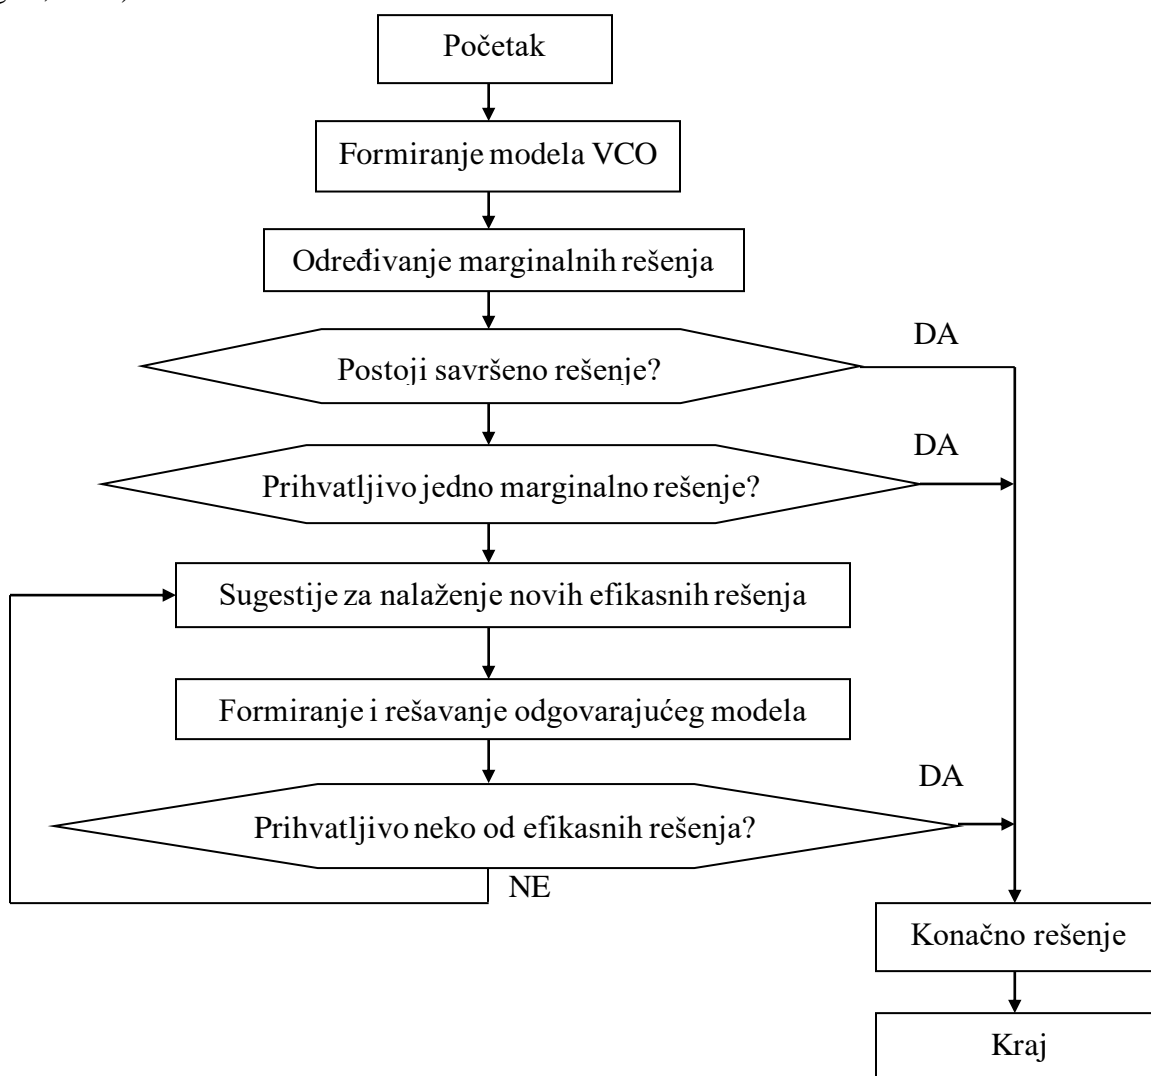 Početak
Formiranje modela VCO
Određivanje marginalnih rešenja
DA
Postoji savršeno rešenje?
DA
Prihvatljivo jedno marginalno rešenje?
Sugestije za nalaženje novih efikasnih rešenja
Formiranje i rešavanje odgovarajućeg modela
DA
Prihvatljivo neko od efikasnih rešenja?
NE
Konačno rešenje
Kraj